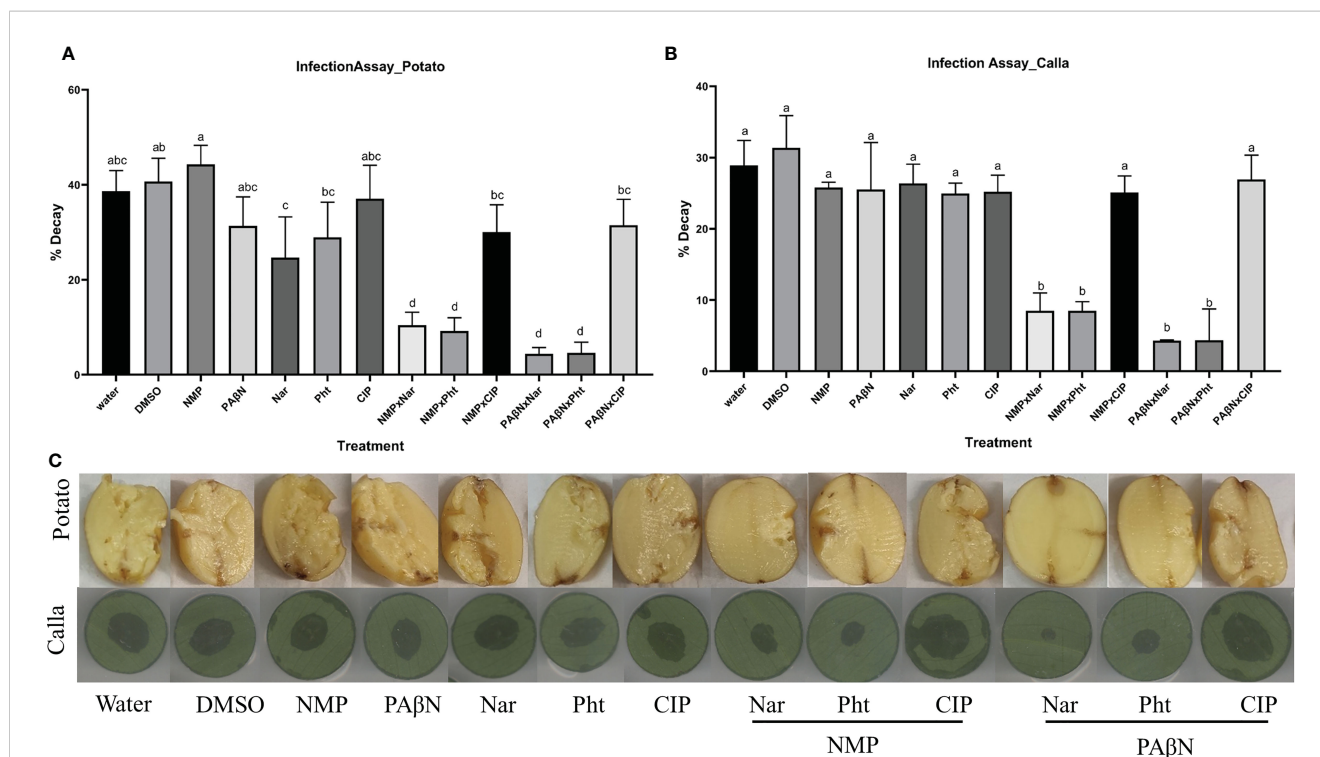 A
InfectionAssay_Potato
% Decay
60
40
20
0
abc
ab
a
abc
c
bc
abc
d
d
bc
d
d
bc
water
DMSO
NMP
PAβN
Nar
Pht
CIP
NMPxNar
NMPxPht
NMPxCIP
PAβNxNar
PAβNxPht
PAβNxCIP
Treatment
B
Infection Assay_Calla
% Decay
40
30
20
10
0
a
a
a
a
a
a
a
b
b
a
b
b
a
water
DMSO
NMP
PAβN
Nar
Pht
CIP
NMPxNar
NMPxPht
NMPxCIP
PAβNxNar
PAβNxPht
PAβNxCIP
Treatment
C
Potato
Calla
Water DMSO NMP PAβN Nar Pht CIP Nar Pht CIP Nar Pht CIP
NMP PAβN